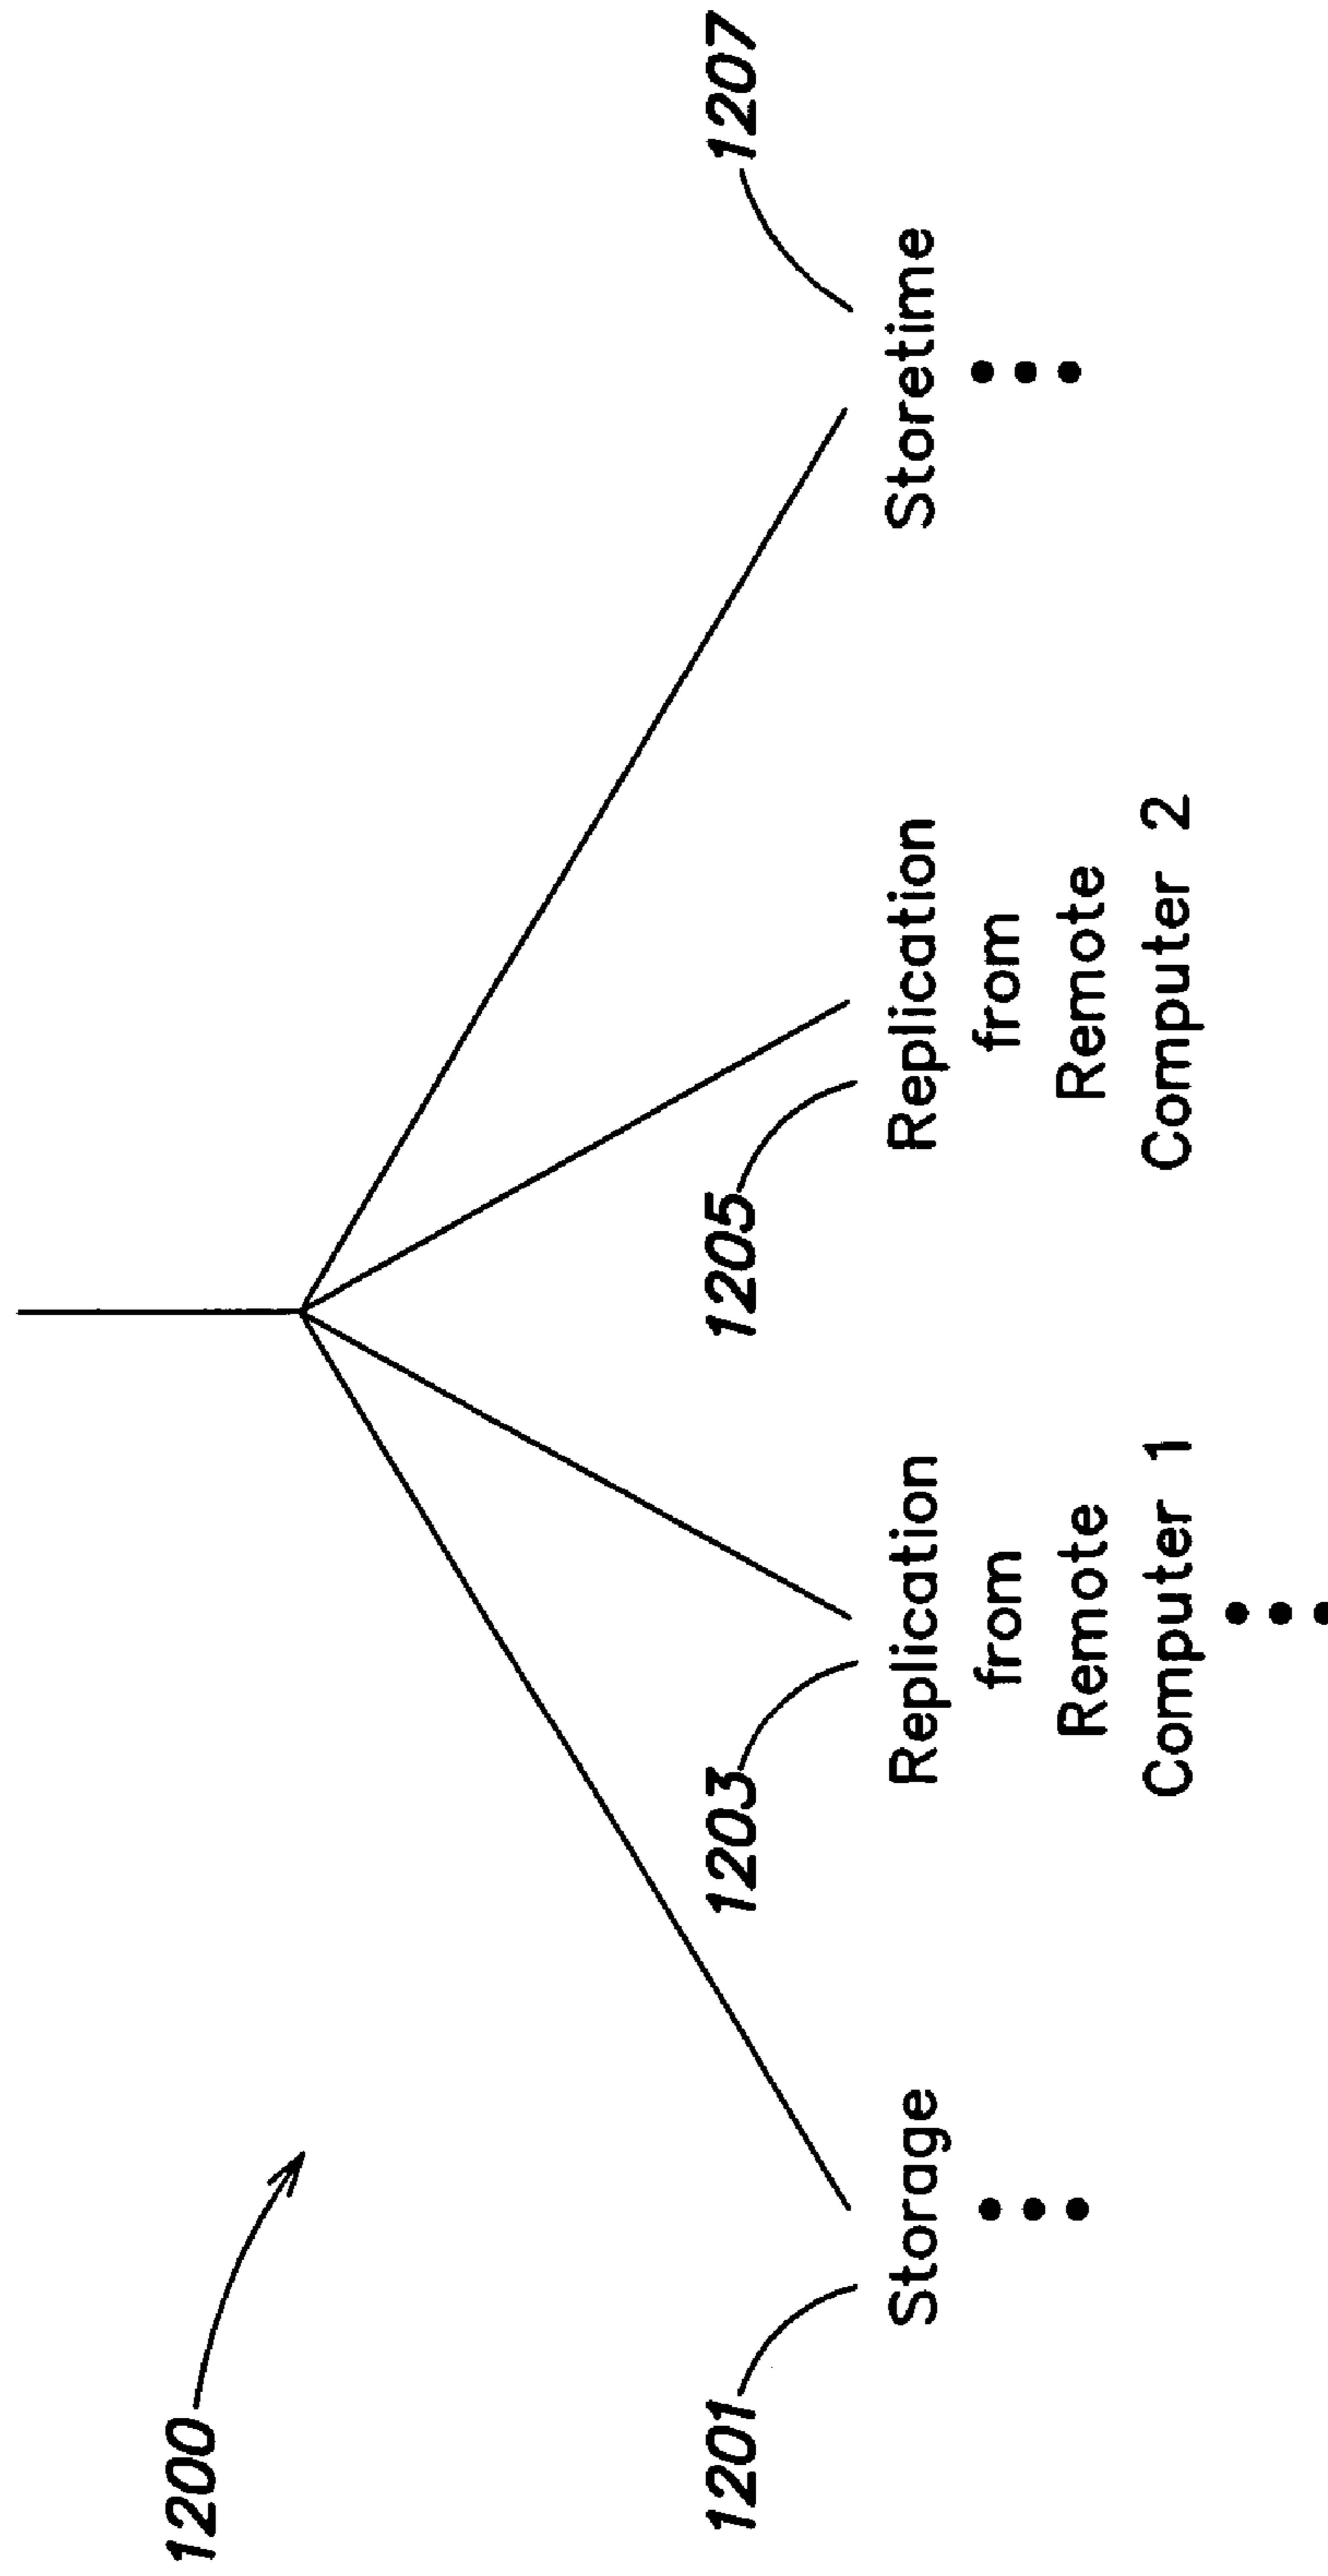 1200
1201
Storage
1203
Replication
from
Remote
Computer 1
1205
Replication
from
Remote
Computer 2
1207
Storetime